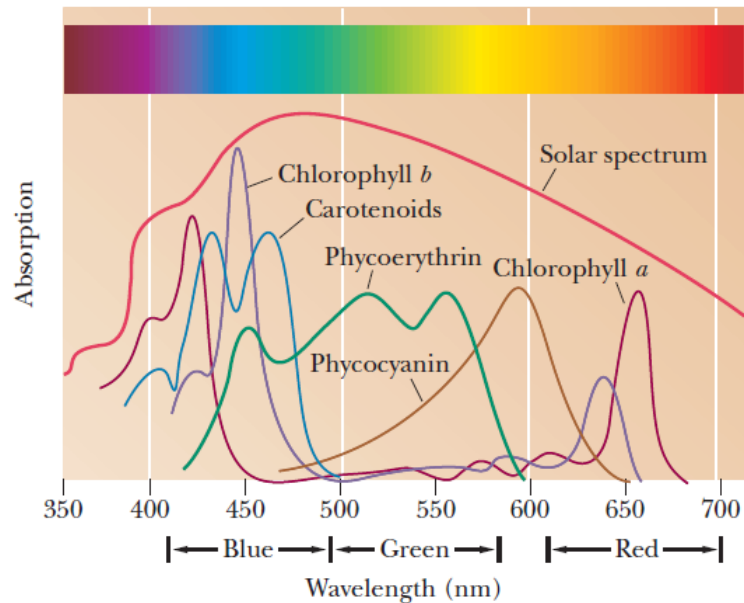 Solar spectrum
Chlorophyll b
Carotenoids
Phycoerythrin
Chlorophyll a
Phycocyanin
Absorption
350 400 450 500 550 600 650 700
Blue Green Red
Wavelength (nm)